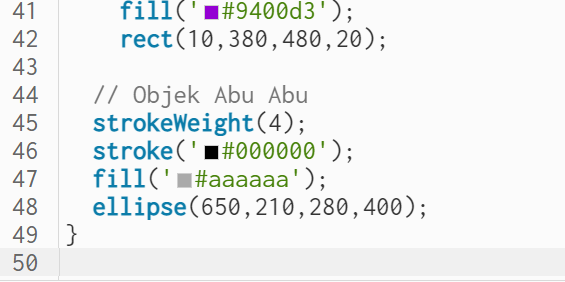 41 fill('#9400d3');
42 rect(10,380,480,20);
43
44 // Objek Abu Abu
45 strokeWeight(4);
46 stroke('#000000');
47 fill('#aaaaaa');
48 ellipse(650,210,280,400);
49 }
50